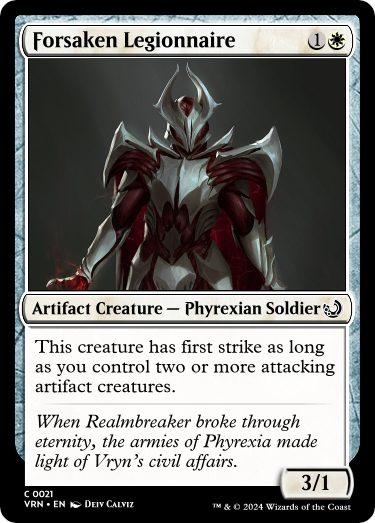 Forsaken Legionnaire 1
Artifact Creature — Phyrexian Soldier
This creature has first strike as long
as you control two or more attacking
artifact creatures.
When Realmbreaker broke through
eternity, the armies of Phyrexia made
light of Vryn's civil affairs.
3/1
C 0021
VRN • EN Deiv Calviz
™ & © 2024 Wizards of the Coast